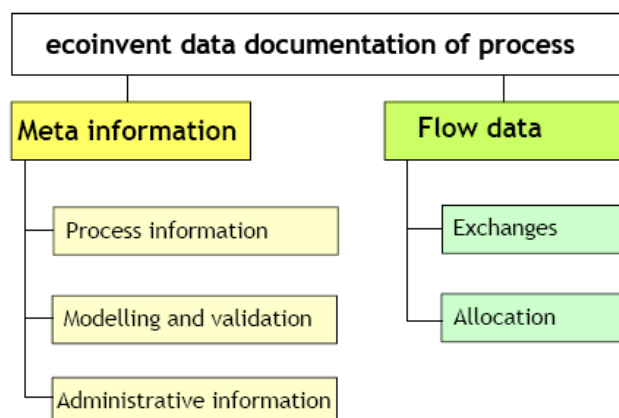 ecoinvent data documentation of process
Meta information
Flow data
Process information
Exchanges
Modelling and validation
Allocation
Administrative information